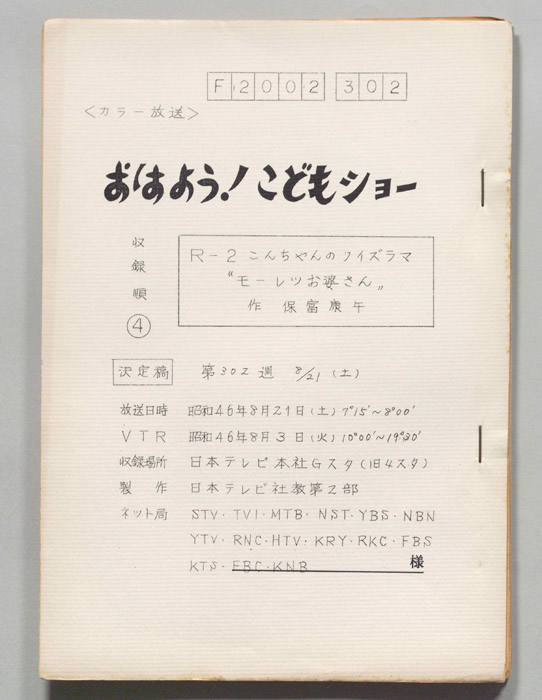 F2002 302
<カラー放送>
おはよう!こどもショー
収録順
④
R-2 こんちゃんのクイズラマ
"モーレツお婆さん"
作 保富康午
決定稿 第302週 8/21 (土)
放送日時 昭和46年8月21日(土) 7°15'~8°00'
VTR 昭和46年8月3日(火) 10°00'~19°30'
収録場所 日本テレビ本社Gスタ(旧4スタ)
製作 日本テレビ社教第2部
ネット局 STV・TVI・MTB・NST・YBS・NBN
YTV・RNC・HTV・KRY・RKC・FBS
KTS・FBC・KNB 様